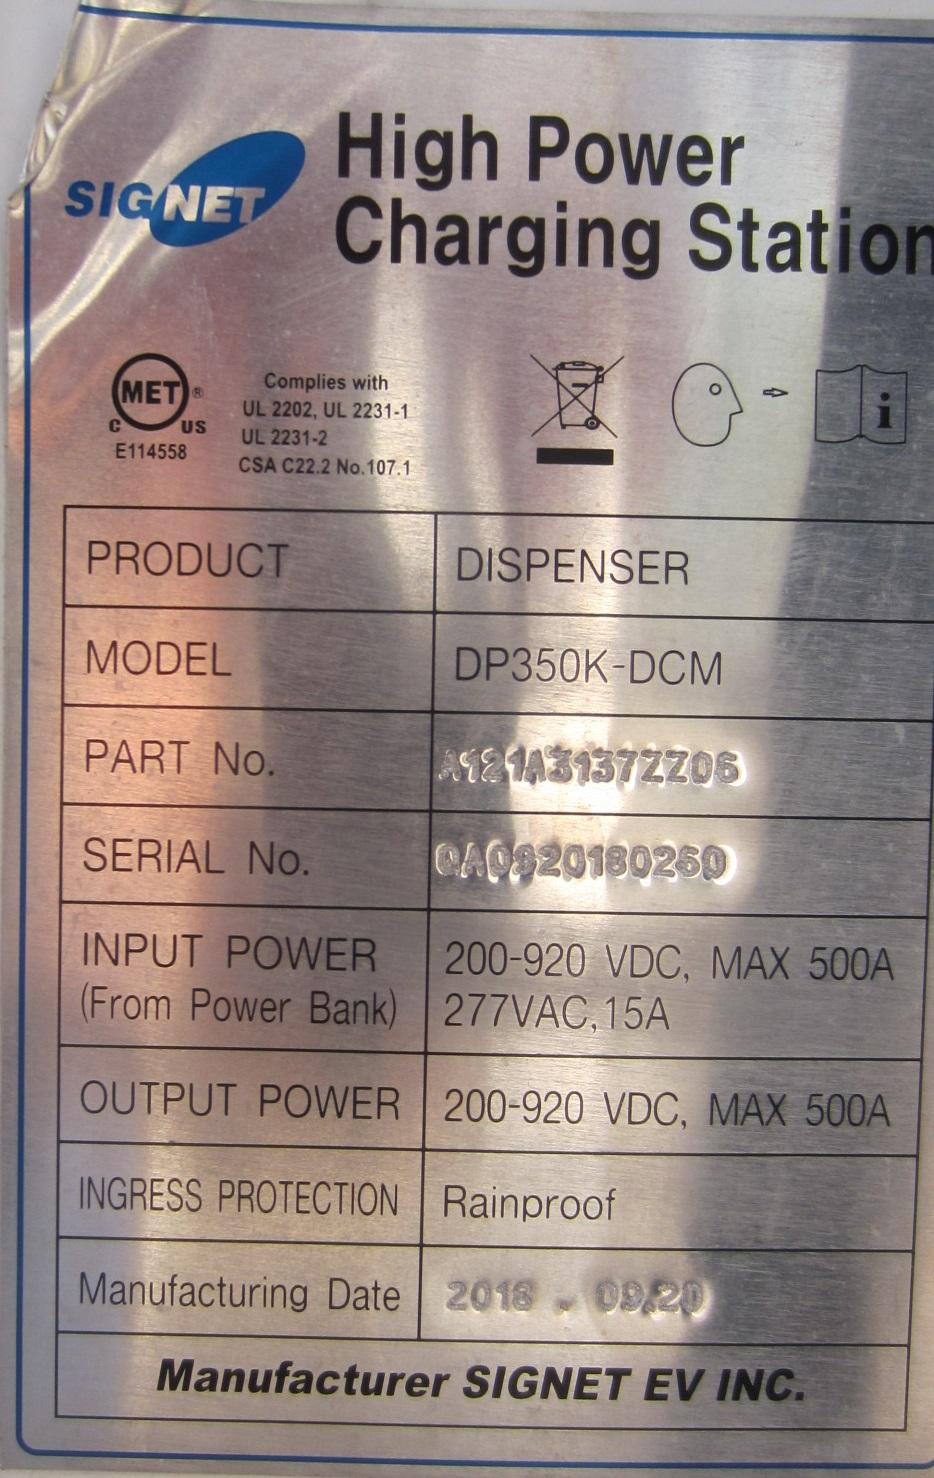 SIGNET
High Power
Charging Station
MET®
C US
E114558
Complies with
UL 2202, UL 2231-1
UL 2231-2
CSA C22.2 No.107.1
i
PRODUCT DISPENSER
MODEL DP350K-DCM
PART No. A121A3137ZZ06
SERIAL No. QA0920180260
INPUT POWER 200-920 VDC, MAX 500A
(From Power Bank) 277VAC,15A
OUTPUT POWER 200-920 VDC, MAX 500A
INGRESS PROTECTION Rainproof
Manufacturing Date 2018 . 09.20
Manufacturer SIGNET EV INC.